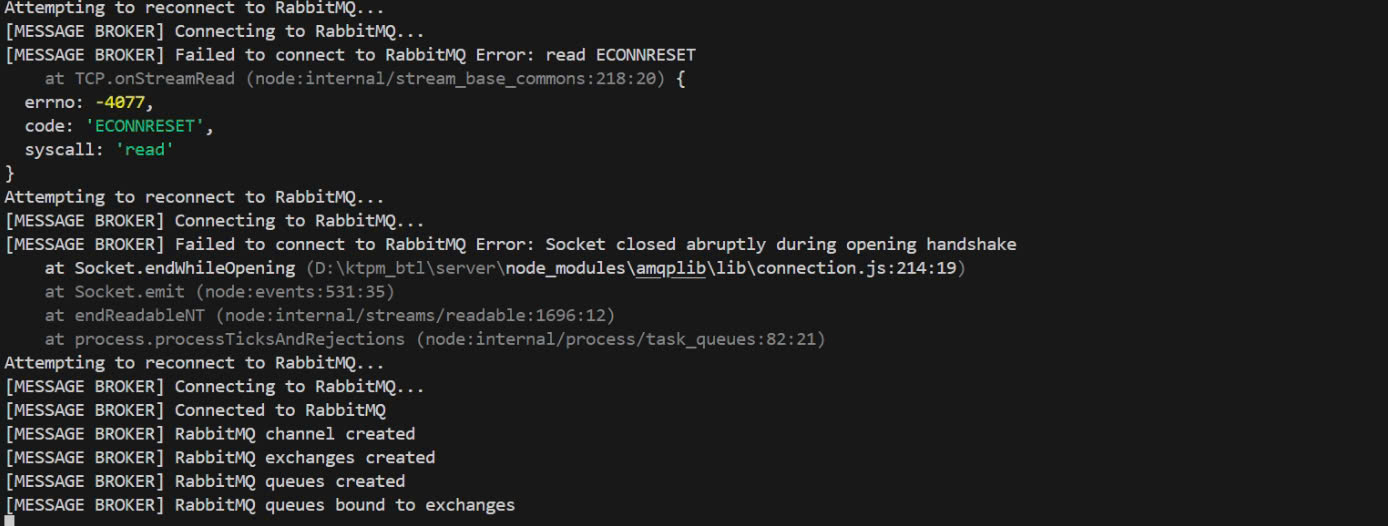 Attempting to reconnect to RabbitMQ...
[MESSAGE BROKER] Connecting to RabbitMQ...
[MESSAGE BROKER] Failed to connect to RabbitMQ Error: read ECONNRESET
    at TCP.onStreamRead (node:internal/stream_base_commons:218:20) {
  errno: -4077,
  code: 'ECONNRESET',
  syscall: 'read'
}
Attempting to reconnect to RabbitMQ...
[MESSAGE BROKER] Connecting to RabbitMQ...
[MESSAGE BROKER] Failed to connect to RabbitMQ Error: Socket closed abruptly during opening handshake
    at Socket.endWhileOpening (D:\ktpm_btl\server\node_modules\amqplib\lib\connection.js:214:19)
    at Socket.emit (node:events:531:35)
    at endReadableNT (node:internal/streams/readable:1696:12)
    at process.processTicksAndRejections (node:internal/process/task_queues:82:21)
Attempting to reconnect to RabbitMQ...
[MESSAGE BROKER] Connecting to RabbitMQ...
[MESSAGE BROKER] Connected to RabbitMQ
[MESSAGE BROKER] RabbitMQ channel created
[MESSAGE BROKER] RabbitMQ exchanges created
[MESSAGE BROKER] RabbitMQ queues created
[MESSAGE BROKER] RabbitMQ queues bound to exchanges